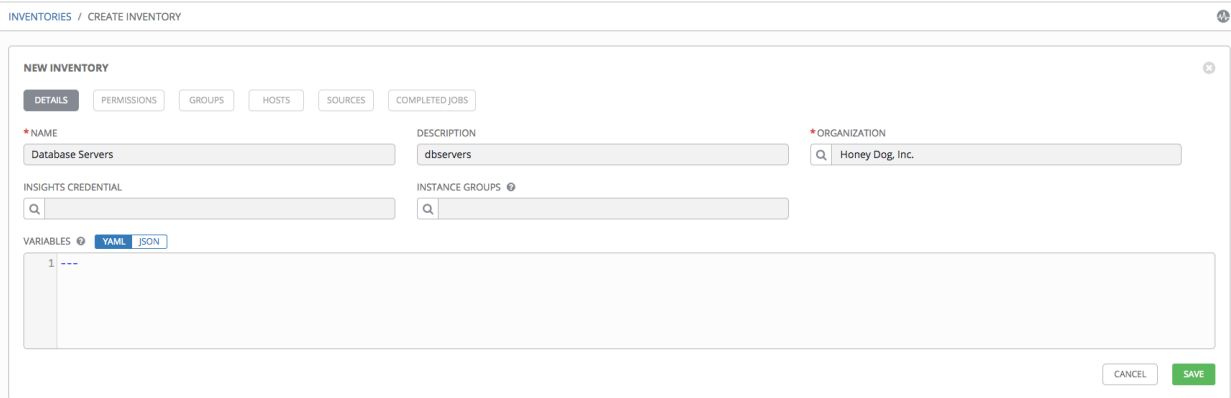 INVENTORIES / CREATE INVENTORY
NEW INVENTORY
DETAILS PERMISSIONS GROUPS HOSTS SOURCES COMPLETED JOBS
* NAME DESCRIPTION * ORGANIZATION
Database Servers dbservers Honey Dog, Inc.
INSIGHTS CREDENTIAL INSTANCE GROUPS ?
VARIABLES ? YAML JSON
1 ---
CANCEL SAVE